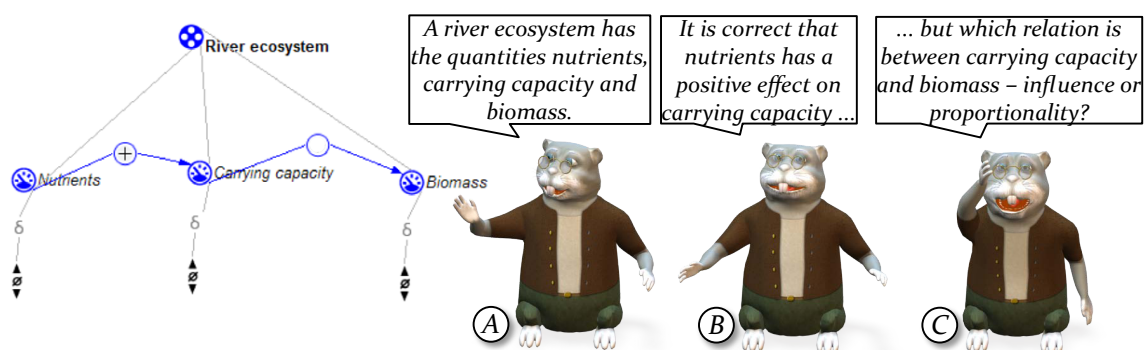 River ecosystem
+
Nutrients
Carrying capacity
Biomass
δ
δ
δ
ø
ø
ø
A river ecosystem has
the quantities nutrients,
carrying capacity and
biomass.
It is correct that
nutrients has a
positive effect on
carrying capacity ...
... but which relation is
between carrying capacity
and biomass – influence or
proportionality?
A
B
C